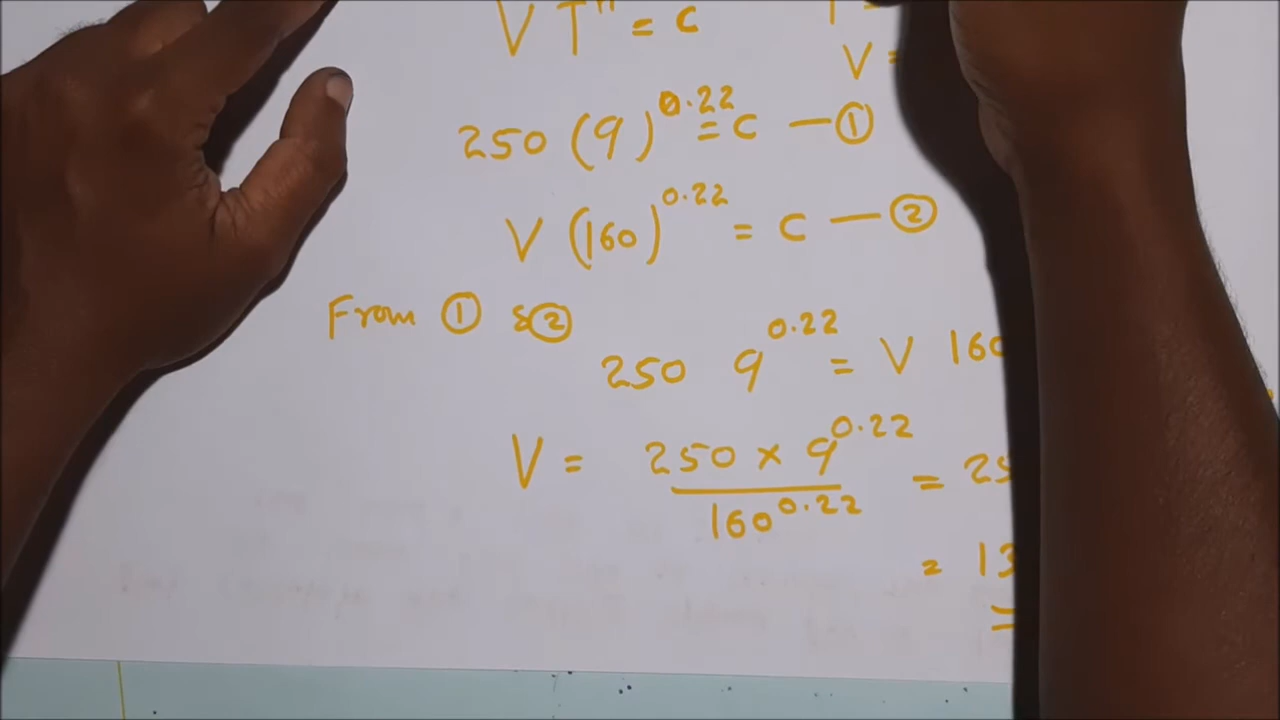 V Tⁿ = C
V =
250 (9)^0.22 = C — ①
V (160)^0.22 = C — ②
From ① & ②
250 9^0.22 = V 160
V = 250 × 9^0.22 / 160^0.22 = 25
= 13